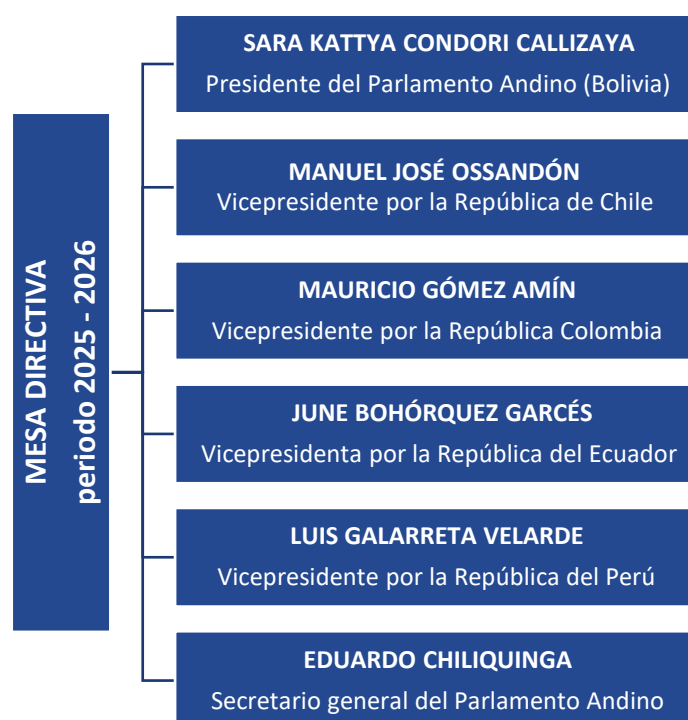 MESA DIRECTIVA
periodo 2025 - 2026
SARA KATTYA CONDORI CALLIZAYA
Presidente del Parlamento Andino (Bolivia)
MANUEL JOSÉ OSSANDÓN
Vicepresidente por la República de Chile
MAURICIO GÓMEZ AMÍN
Vicepresidente por la República Colombia
JUNE BOHÓRQUEZ GARCÉS
Vicepresidenta por la República del Ecuador
LUIS GALARRETA VELARDE
Vicepresidente por la República del Perú
EDUARDO CHILIQUINGA
Secretario general del Parlamento Andino